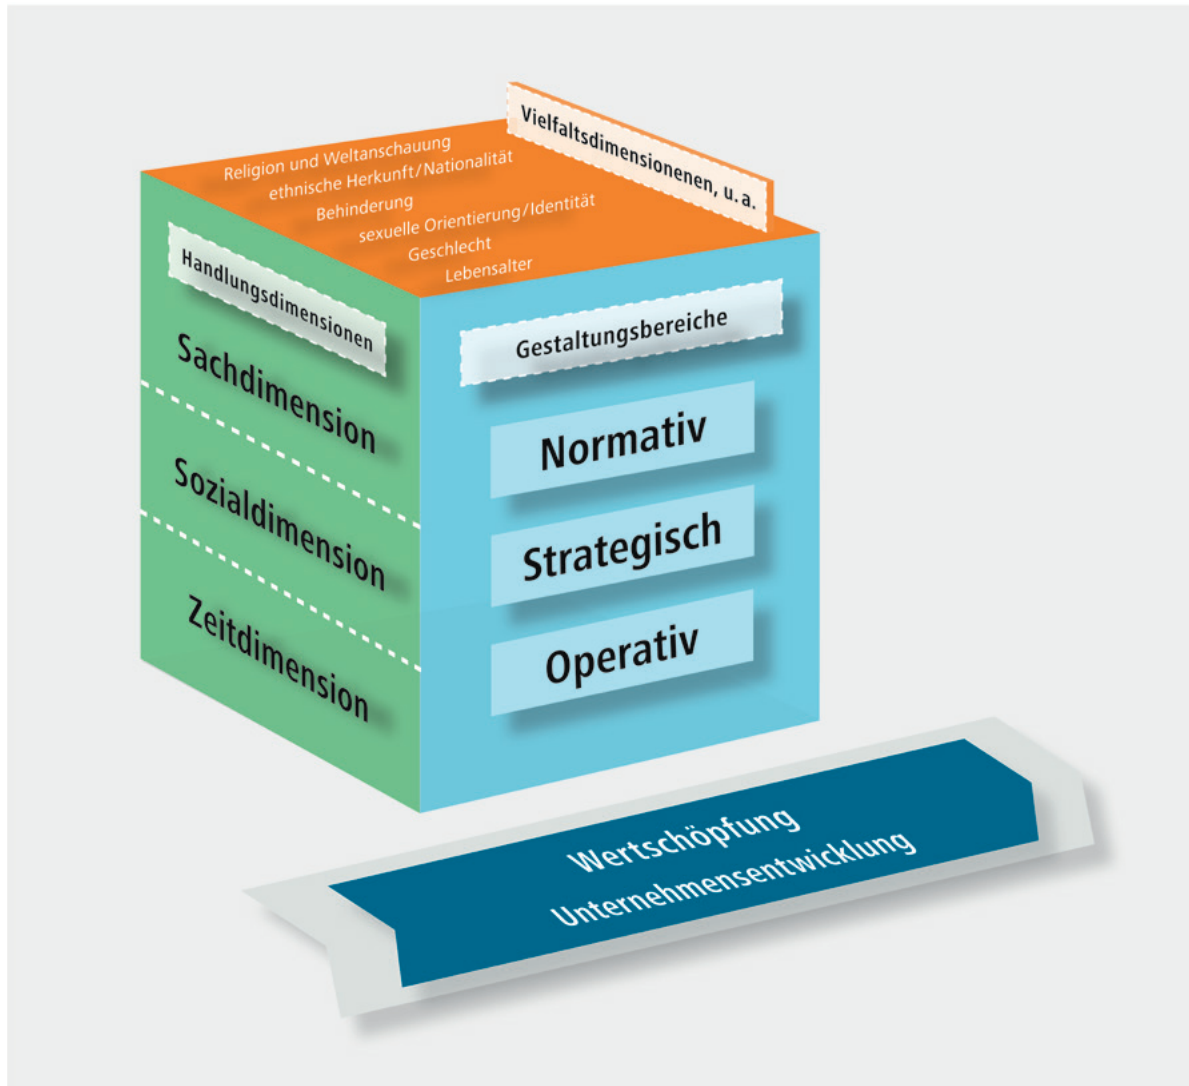 Vielfaltsdimensionenen, u. a.
Religion und Weltanschauung
ethnische Herkunft/Nationalität
Behinderung
sexuelle Orientierung/Identität
Geschlecht
Lebensalter
Handlungsdimensionen
Sachdimension
Sozialdimension
Zeitdimension
Gestaltungsbereiche
Normativ
Strategisch
Operativ
Wertschöpfung
Unternehmensentwicklung